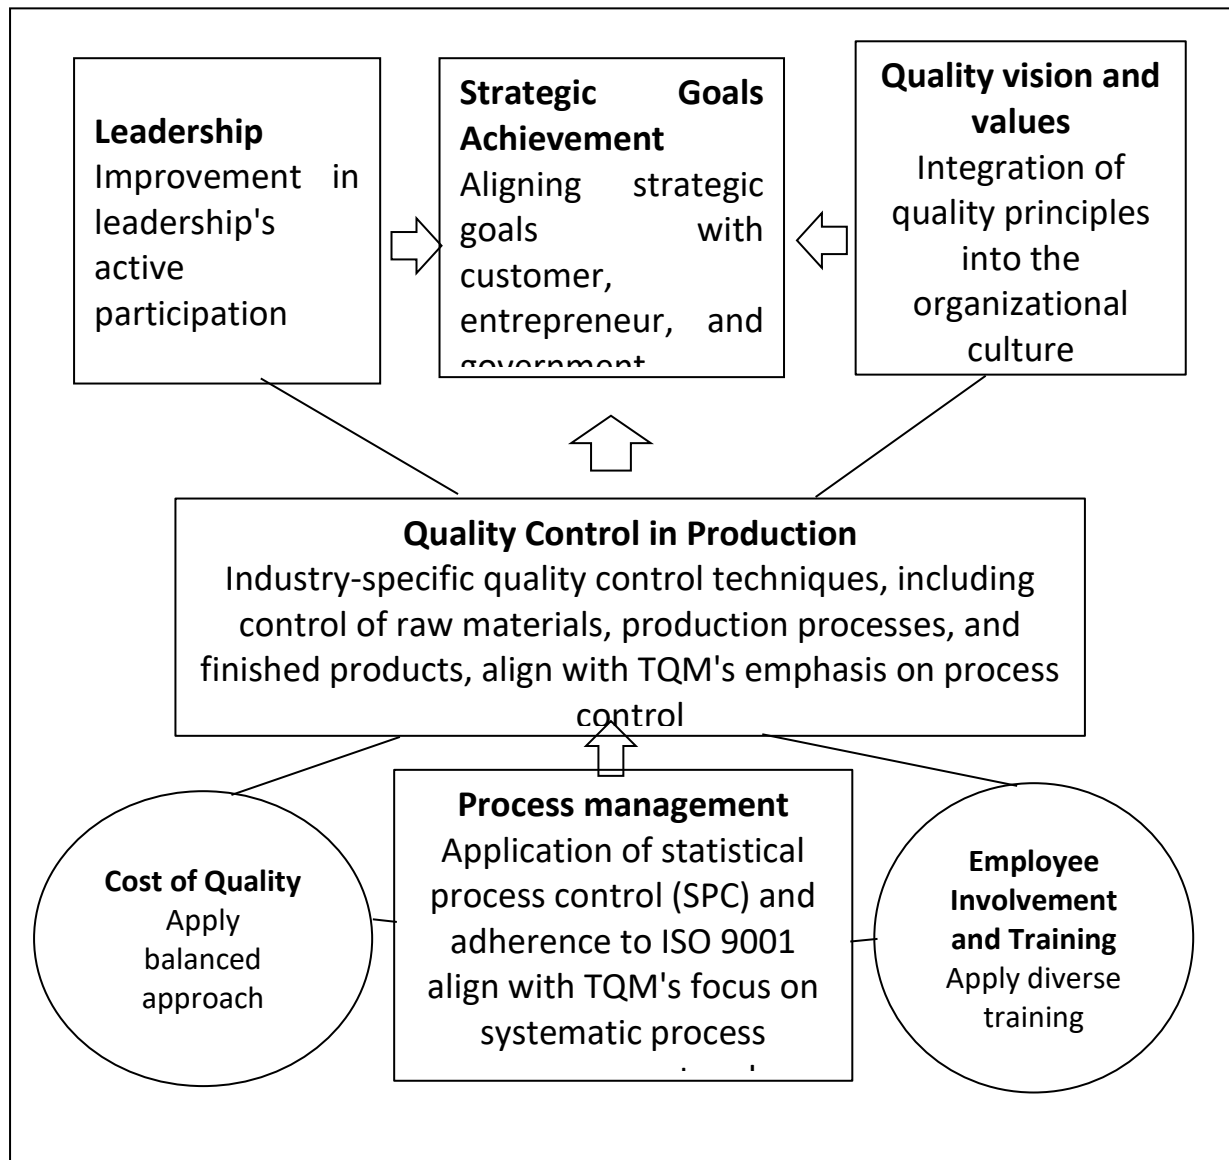 Leadership
Improvement in
leadership's
active
participation
Strategic Goals
Achievement
Aligning strategic
goals with
customer,
entrepreneur, and
government
Quality vision and
values
Integration of
quality principles
into the
organizational
culture
Quality Control in Production
Industry-specific quality control techniques, including
control of raw materials, production processes, and
finished products, align with TQM's emphasis on process
control
Cost of Quality
Apply
balanced
approach
Process management
Application of statistical
process control (SPC) and
adherence to ISO 9001
align with TQM's focus on
systematic process
Employee
Involvement
and Training
Apply diverse
training